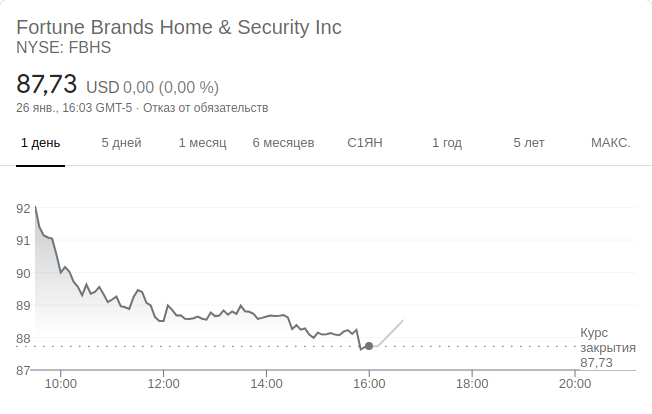 Fortune Brands Home & Security Inc
NYSE: FBHS
87,73 USD 0,00 (0,00 %)
26 янв., 16:03 GMT-5 · Отказ от обязательств
1 день 5 дней 1 месяц 6 месяцев С1ЯН 1 год 5 лет МАКС.
92
91
90
89
88
Курс
закрытия
87,73
87
10:00 12:00 14:00 16:00 18:00 20:00